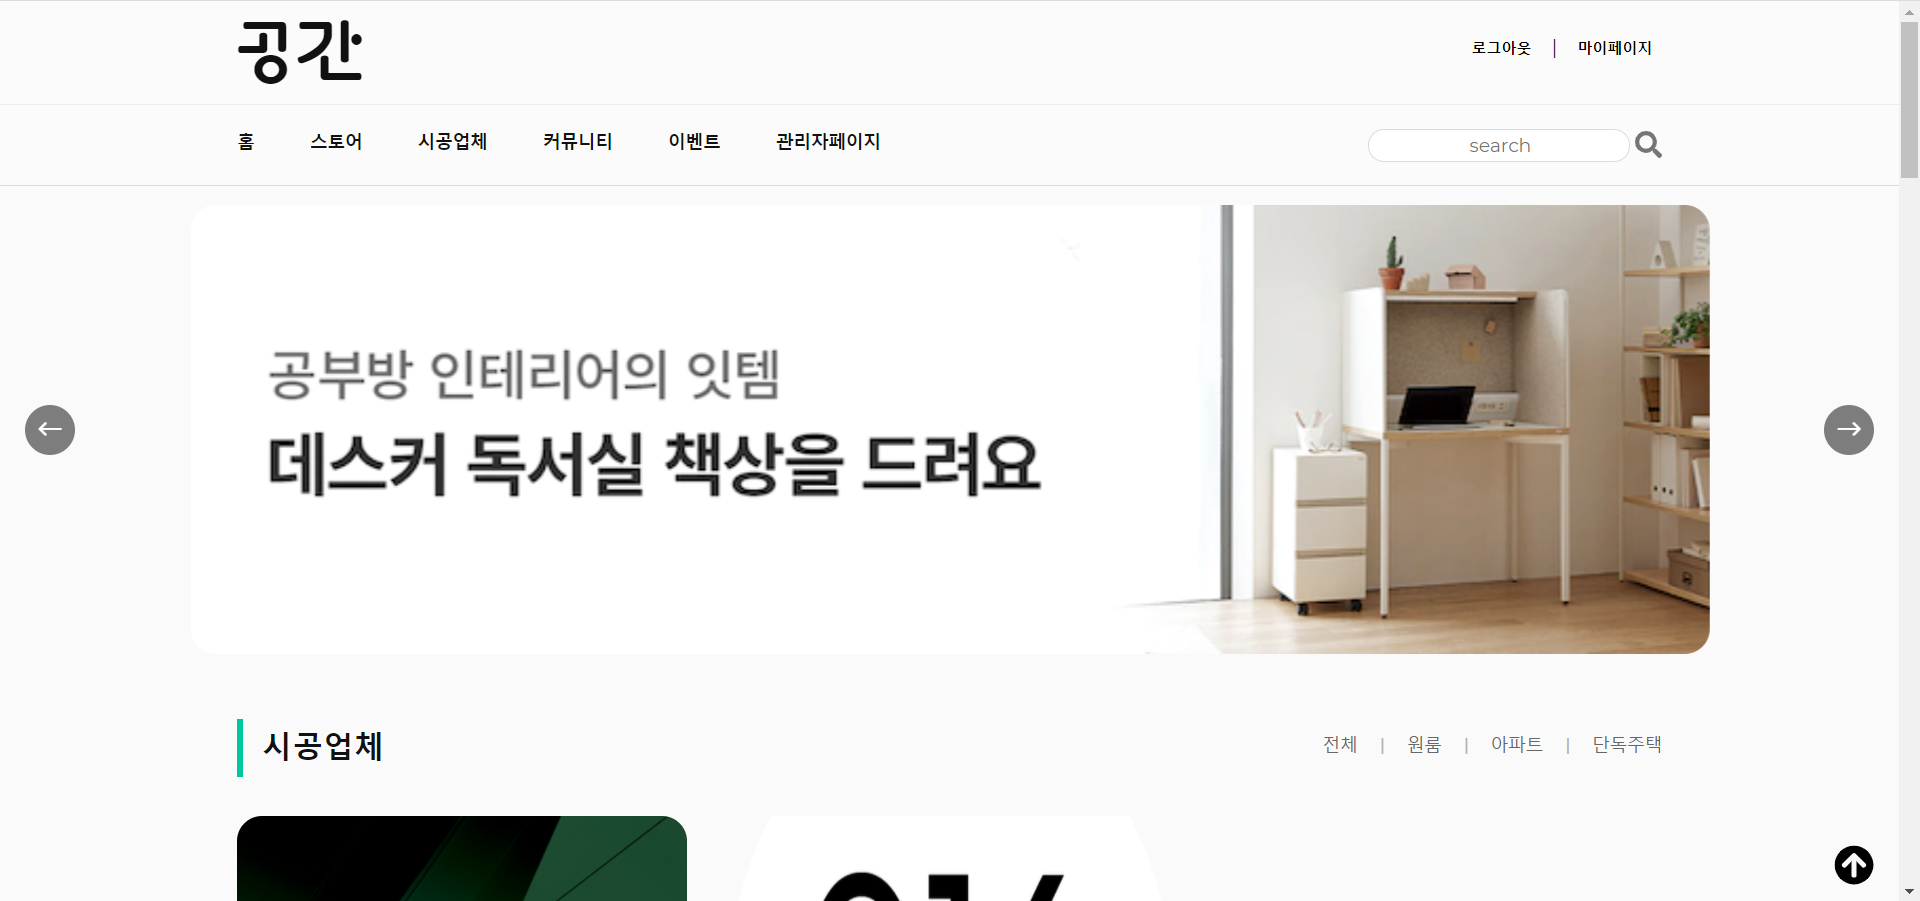 공간
로그아웃 | 마이페이지
홈 스토어 시공업체 커뮤니티 이벤트 관리자페이지
search
공부방 인테리어의 잇템
데스커 독서실 책상을 드려요
시공업체
전체 | 원룸 | 아파트 | 단독주택